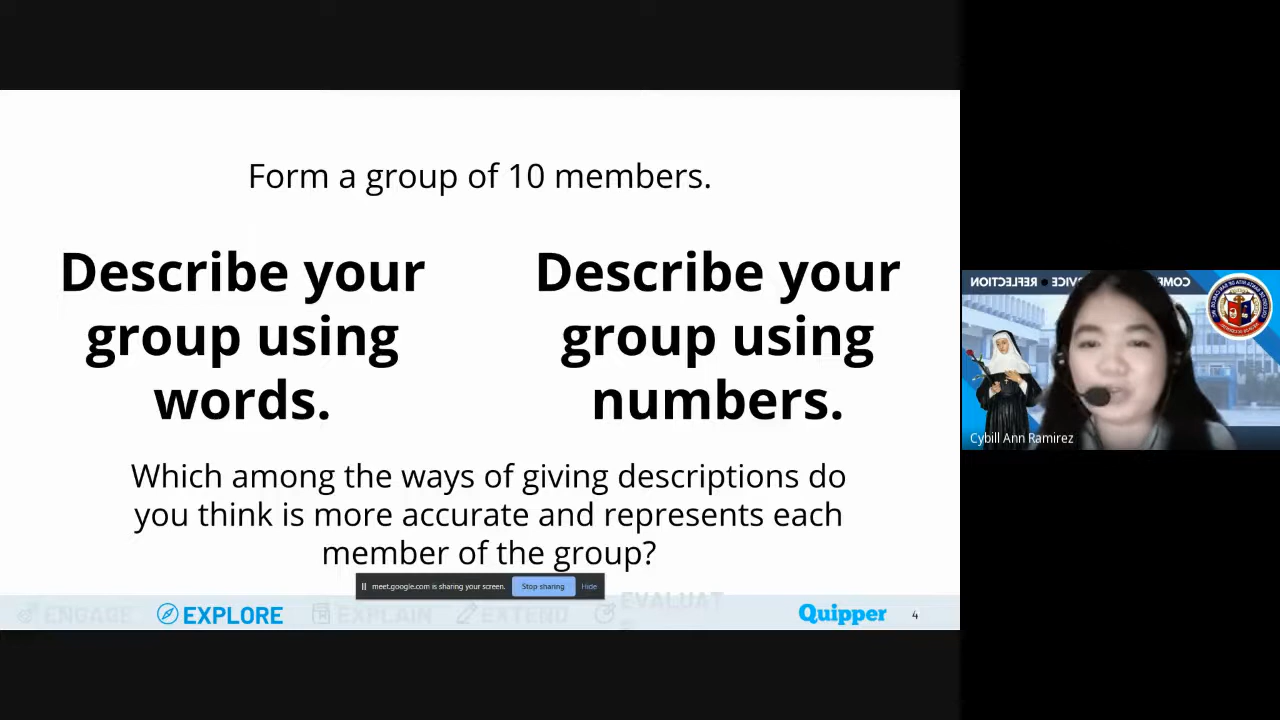 Form a group of 10 members.
Describe your
group using
words.
Describe your
group using
numbers.
Which among the ways of giving descriptions do
you think is more accurate and represents each
member of the group?
meet.google.com is sharing your screen.
Stop sharing
Hide
ENGAGE
EXPLORE
EXPLAIN
EXTEND
EVALUAT
Quipper
4
REFLECTION
Cybill Ann Ramirez